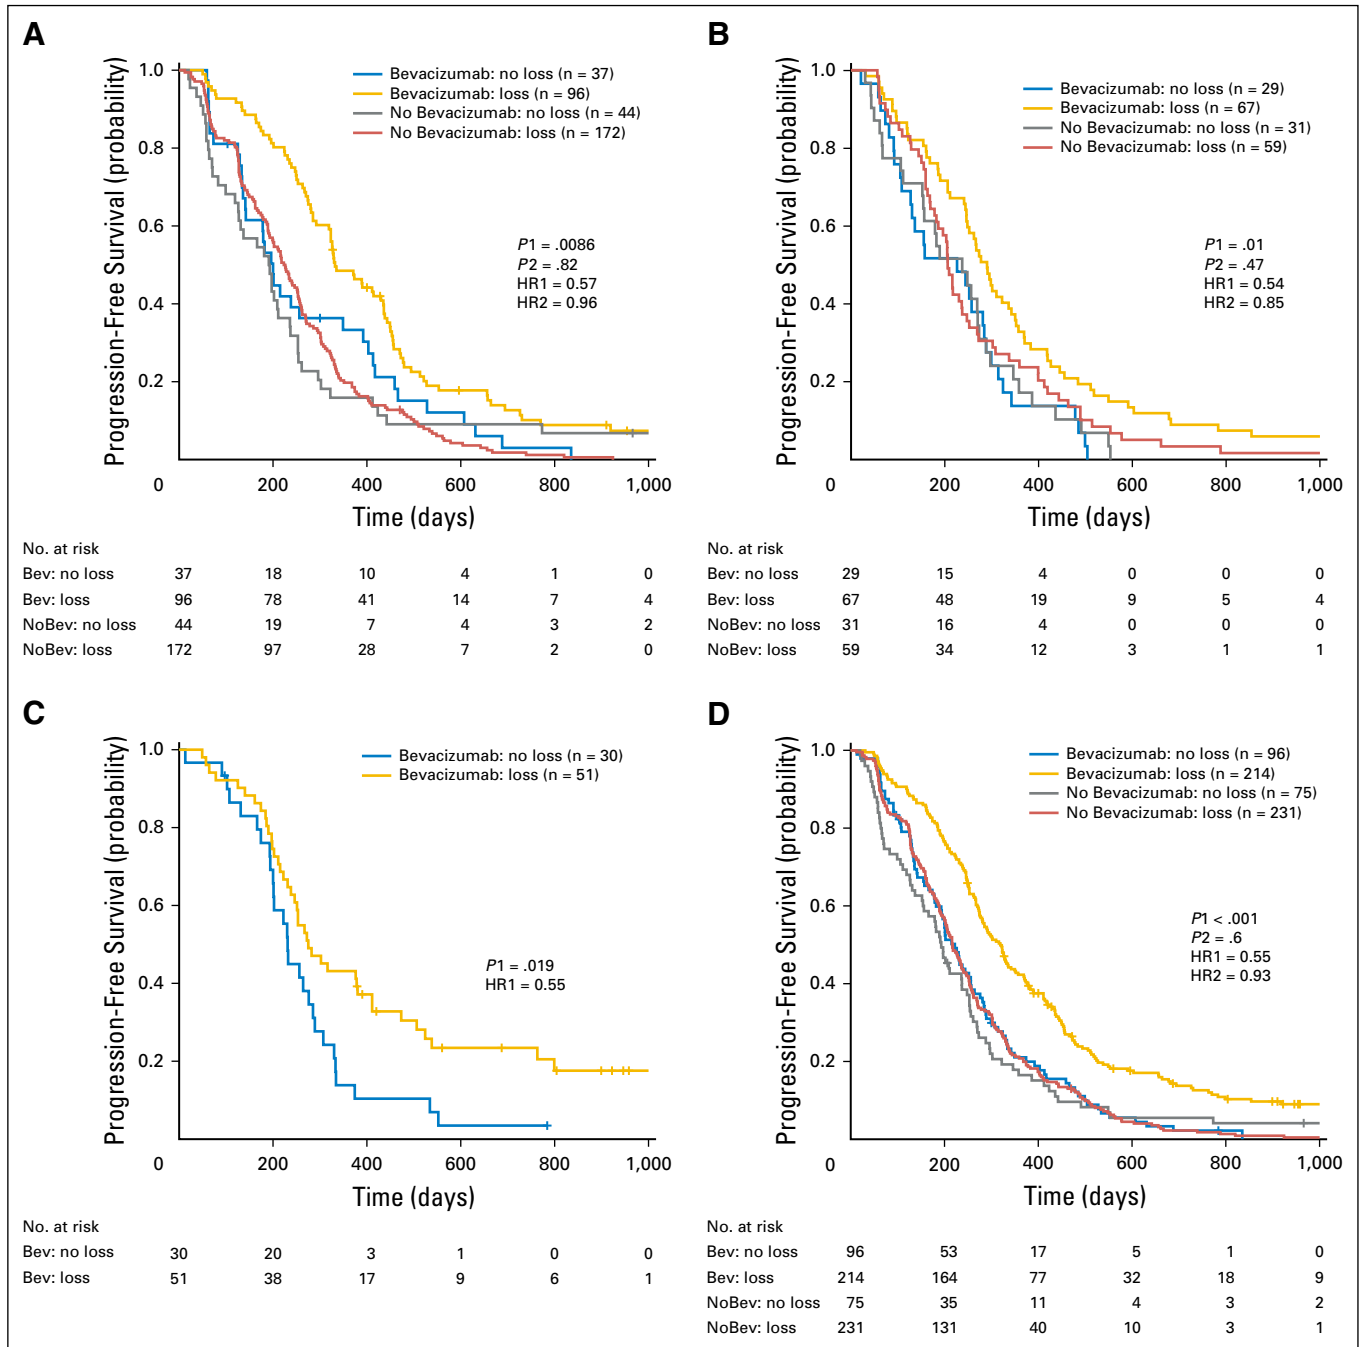 A
Progression-Free Survival (probability)
1.0
0.8
0.6
0.4
0.2
Bevacizumab: no loss (n = 37)
Bevacizumab: loss (n = 96)
No Bevacizumab: no loss (n = 44)
No Bevacizumab: loss (n = 172)
P1 = .0086
P2 = .82
HR1 = 0.57
HR2 = 0.96
0 200 400 600 800 1,000
Time (days)
No. at risk
Bev: no loss 37 18 10 4 1 0
Bev: loss 96 78 41 14 7 4
NoBev: no loss 44 19 7 4 3 2
NoBev: loss 172 97 28 7 2 0
B
Progression-Free Survival (probability)
1.0
0.8
0.6
0.4
0.2
Bevacizumab: no loss (n = 29)
Bevacizumab: loss (n = 67)
No Bevacizumab: no loss (n = 31)
No Bevacizumab: loss (n = 59)
P1 = .01
P2 = .47
HR1 = 0.54
HR2 = 0.85
0 200 400 600 800 1,000
Time (days)
No. at risk
Bev: no loss 29 15 4 0 0 0
Bev: loss 67 48 19 9 5 4
NoBev: no loss 31 16 4 0 0 0
NoBev: loss 59 34 12 3 1 1
C
Progression-Free Survival (probability)
1.0
0.8
0.6
0.4
0.2
Bevacizumab: no loss (n = 30)
Bevacizumab: loss (n = 51)
P1 = .019
HR1 = 0.55
0 200 400 600 800 1,000
Time (days)
No. at risk
Bev: no loss 30 20 3 1 0 0
Bev: loss 51 38 17 9 6 1
D
Progression-Free Survival (probability)
1.0
0.8
0.6
0.4
0.2
Bevacizumab: no loss (n = 96)
Bevacizumab: loss (n = 214)
No Bevacizumab: no loss (n = 75)
No Bevacizumab: loss (n = 231)
P1 < .001
P2 = .6
HR1 = 0.55
HR2 = 0.93
0 200 400 600 800 1,000
Time (days)
No. at risk
Bev: no loss 96 53 17 5 1 0
Bev: loss 214 164 77 32 18 9
NoBev: no loss 75 35 11 4 3 2
NoBev: loss 231 131 40 10 3 1